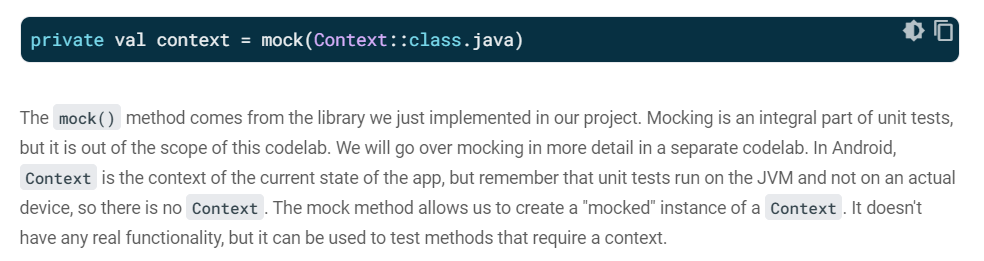 private val context = mock(Context::class.java)
The mock() method comes from the library we just implemented in our project. Mocking is an integral part of unit tests,
but it is out of the scope of this codelab. We will go over mocking in more detail in a separate codelab. In Android,
Context is the context of the current state of the app, but remember that unit tests run on the JVM and not on an actual
device, so there is no Context. The mock method allows us to create a "mocked" instance of a Context. It doesn't
have any real functionality, but it can be used to test methods that require a context.